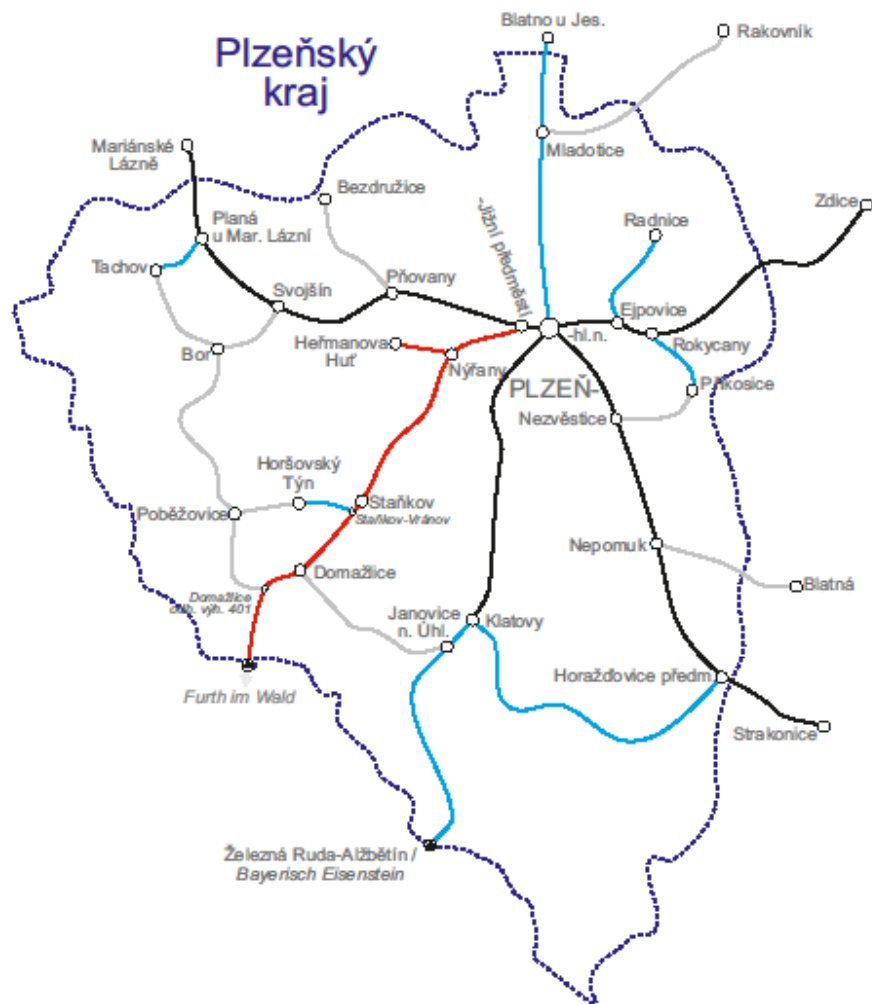 Plzeňský
kraj
Blatno u Jes.
Rakovník
Mariánské
Lázně
Mladotice
Bezdružice
Zdice
Planá
u Mar. Lázní
Radnice
-Jižní předměstí
Tachov
Svojšín
Pňovany
Ejpovice
-hl.n.
Heřmanova
Huť
Bor
Nýřany
Rokycany
PLZEŇ-
Příkosice
Nezvěstice
Horšovský
Týn
Staňkov
Staňkov-Vránov
Poběžovice
Nepomuk
Domažlice
Blatná
Domažlice
odb. výh. 401
Janovice
n. Úhl.
Klatovy
Furth im Wald
Horažďovice předm.
Strakonice
Železná Ruda-Alžbětín /
Bayerisch Eisenstein